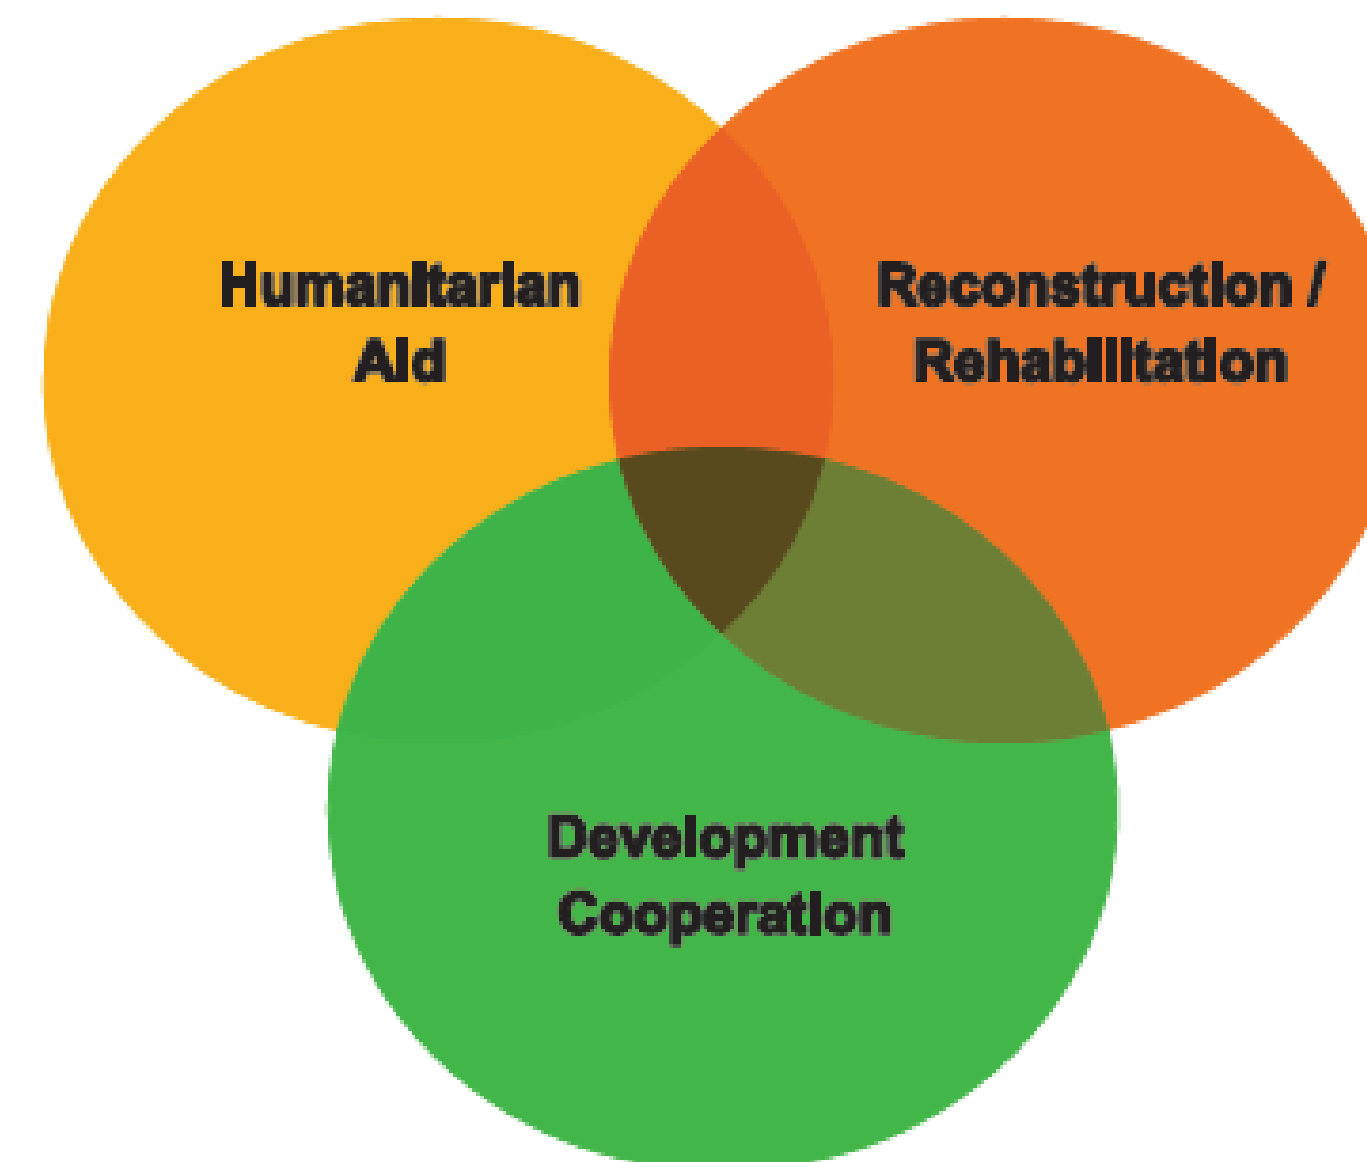 Humanitarian
Aid
Reconstruction /
Rehabilitation
Development
Cooperation